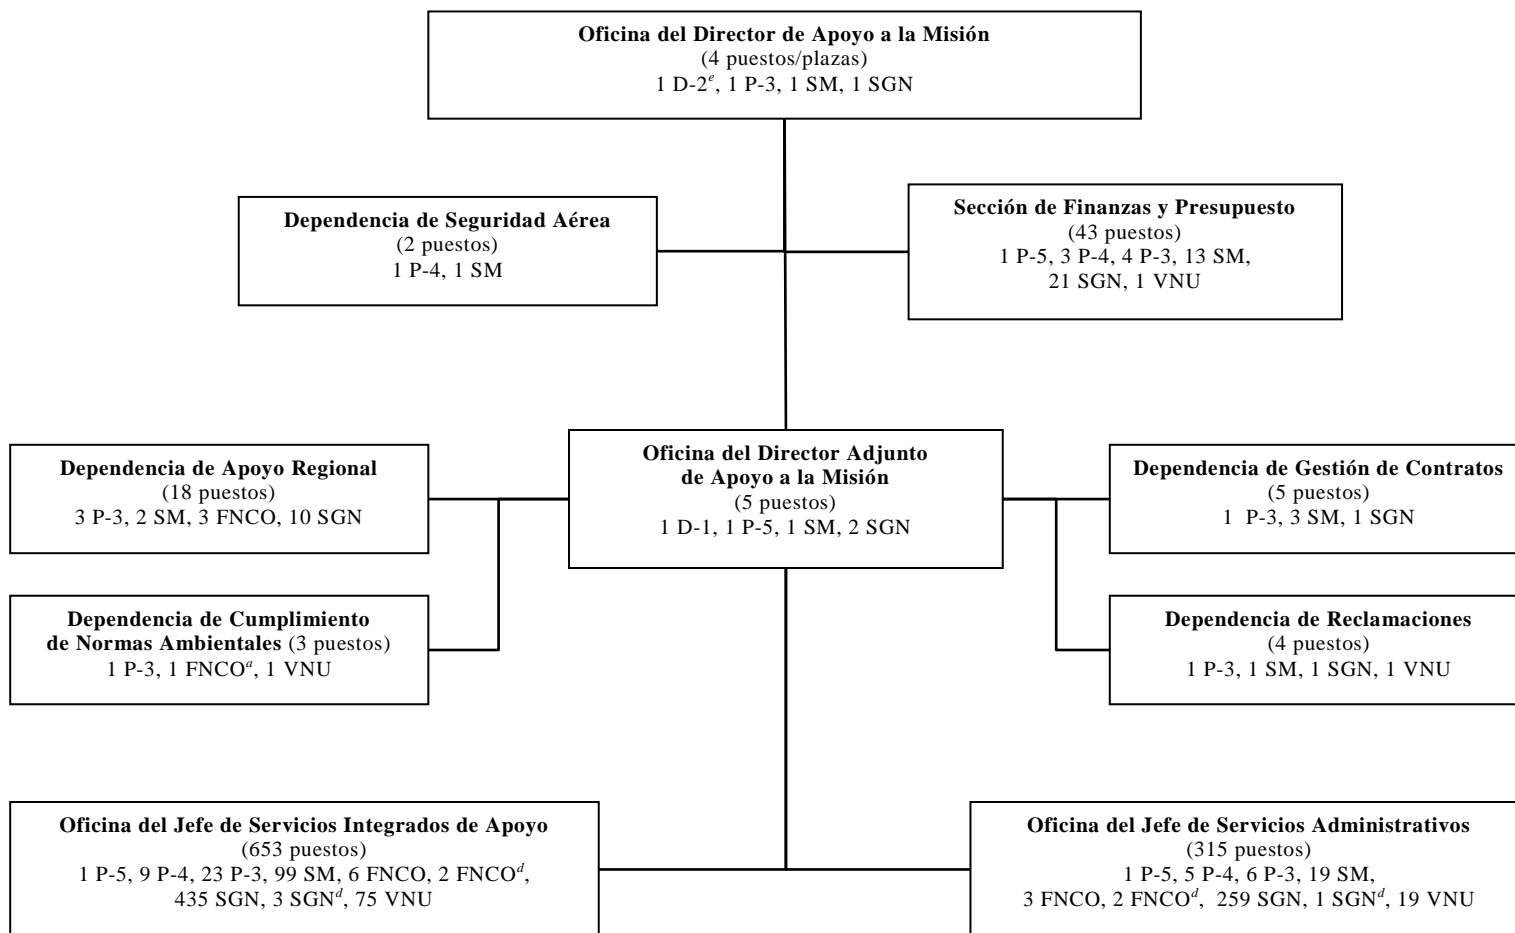 Oficina del Director de Apoyo a la Misión
(4 puestos/plazas)
1 D-2ᵉ, 1 P-3, 1 SM, 1 SGN
Dependencia de Seguridad Aérea
(2 puestos)
1 P-4, 1 SM
Sección de Finanzas y Presupuesto
(43 puestos)
1 P-5, 3 P-4, 4 P-3, 13 SM,
21 SGN, 1 VNU
Dependencia de Apoyo Regional
(18 puestos)
3 P-3, 2 SM, 3 FNCO, 10 SGN
Oficina del Director Adjunto
de Apoyo a la Misión
(5 puestos)
1 D-1, 1 P-5, 1 SM, 2 SGN
Dependencia de Gestión de Contratos
(5 puestos)
1 P-3, 3 SM, 1 SGN
Dependencia de Cumplimiento
de Normas Ambientales (3 puestos)
1 P-3, 1 FNCOᵃ, 1 VNU
Dependencia de Reclamaciones
(4 puestos)
1 P-3, 1 SM, 1 SGN, 1 VNU
Oficina del Jefe de Servicios Integrados de Apoyo
(653 puestos)
1 P-5, 9 P-4, 23 P-3, 99 SM, 6 FNCO, 2 FNCOᵈ,
435 SGN, 3 SGNᵈ, 75 VNU
Oficina del Jefe de Servicios Administrativos
(315 puestos)
1 P-5, 5 P-4, 6 P-3, 19 SM,
3 FNCO, 2 FNCOᵈ, 259 SGN, 1 SGNᵈ, 19 VNU